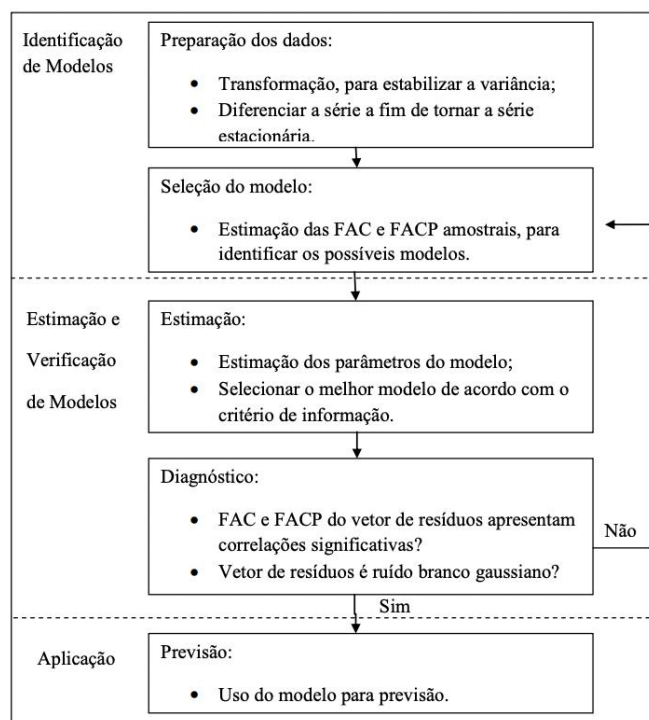 Identificação
de Modelos
Preparação dos dados:
• Transformação, para estabilizar a variância;
• Diferenciar a série a fim de tornar a série
estacionária.
Seleção do modelo:
• Estimação das FAC e FACP amostrais, para
identificar os possíveis modelos.
Estimação e
Verificação
de Modelos
Estimação:
• Estimação dos parâmetros do modelo;
• Selecionar o melhor modelo de acordo com o
critério de informação.
Diagnóstico:
• FAC e FACP do vetor de resíduos apresentam
correlações significativas?
• Vetor de resíduos é ruído branco gaussiano?
Não
Sim
Aplicação
Previsão:
• Uso do modelo para previsão.